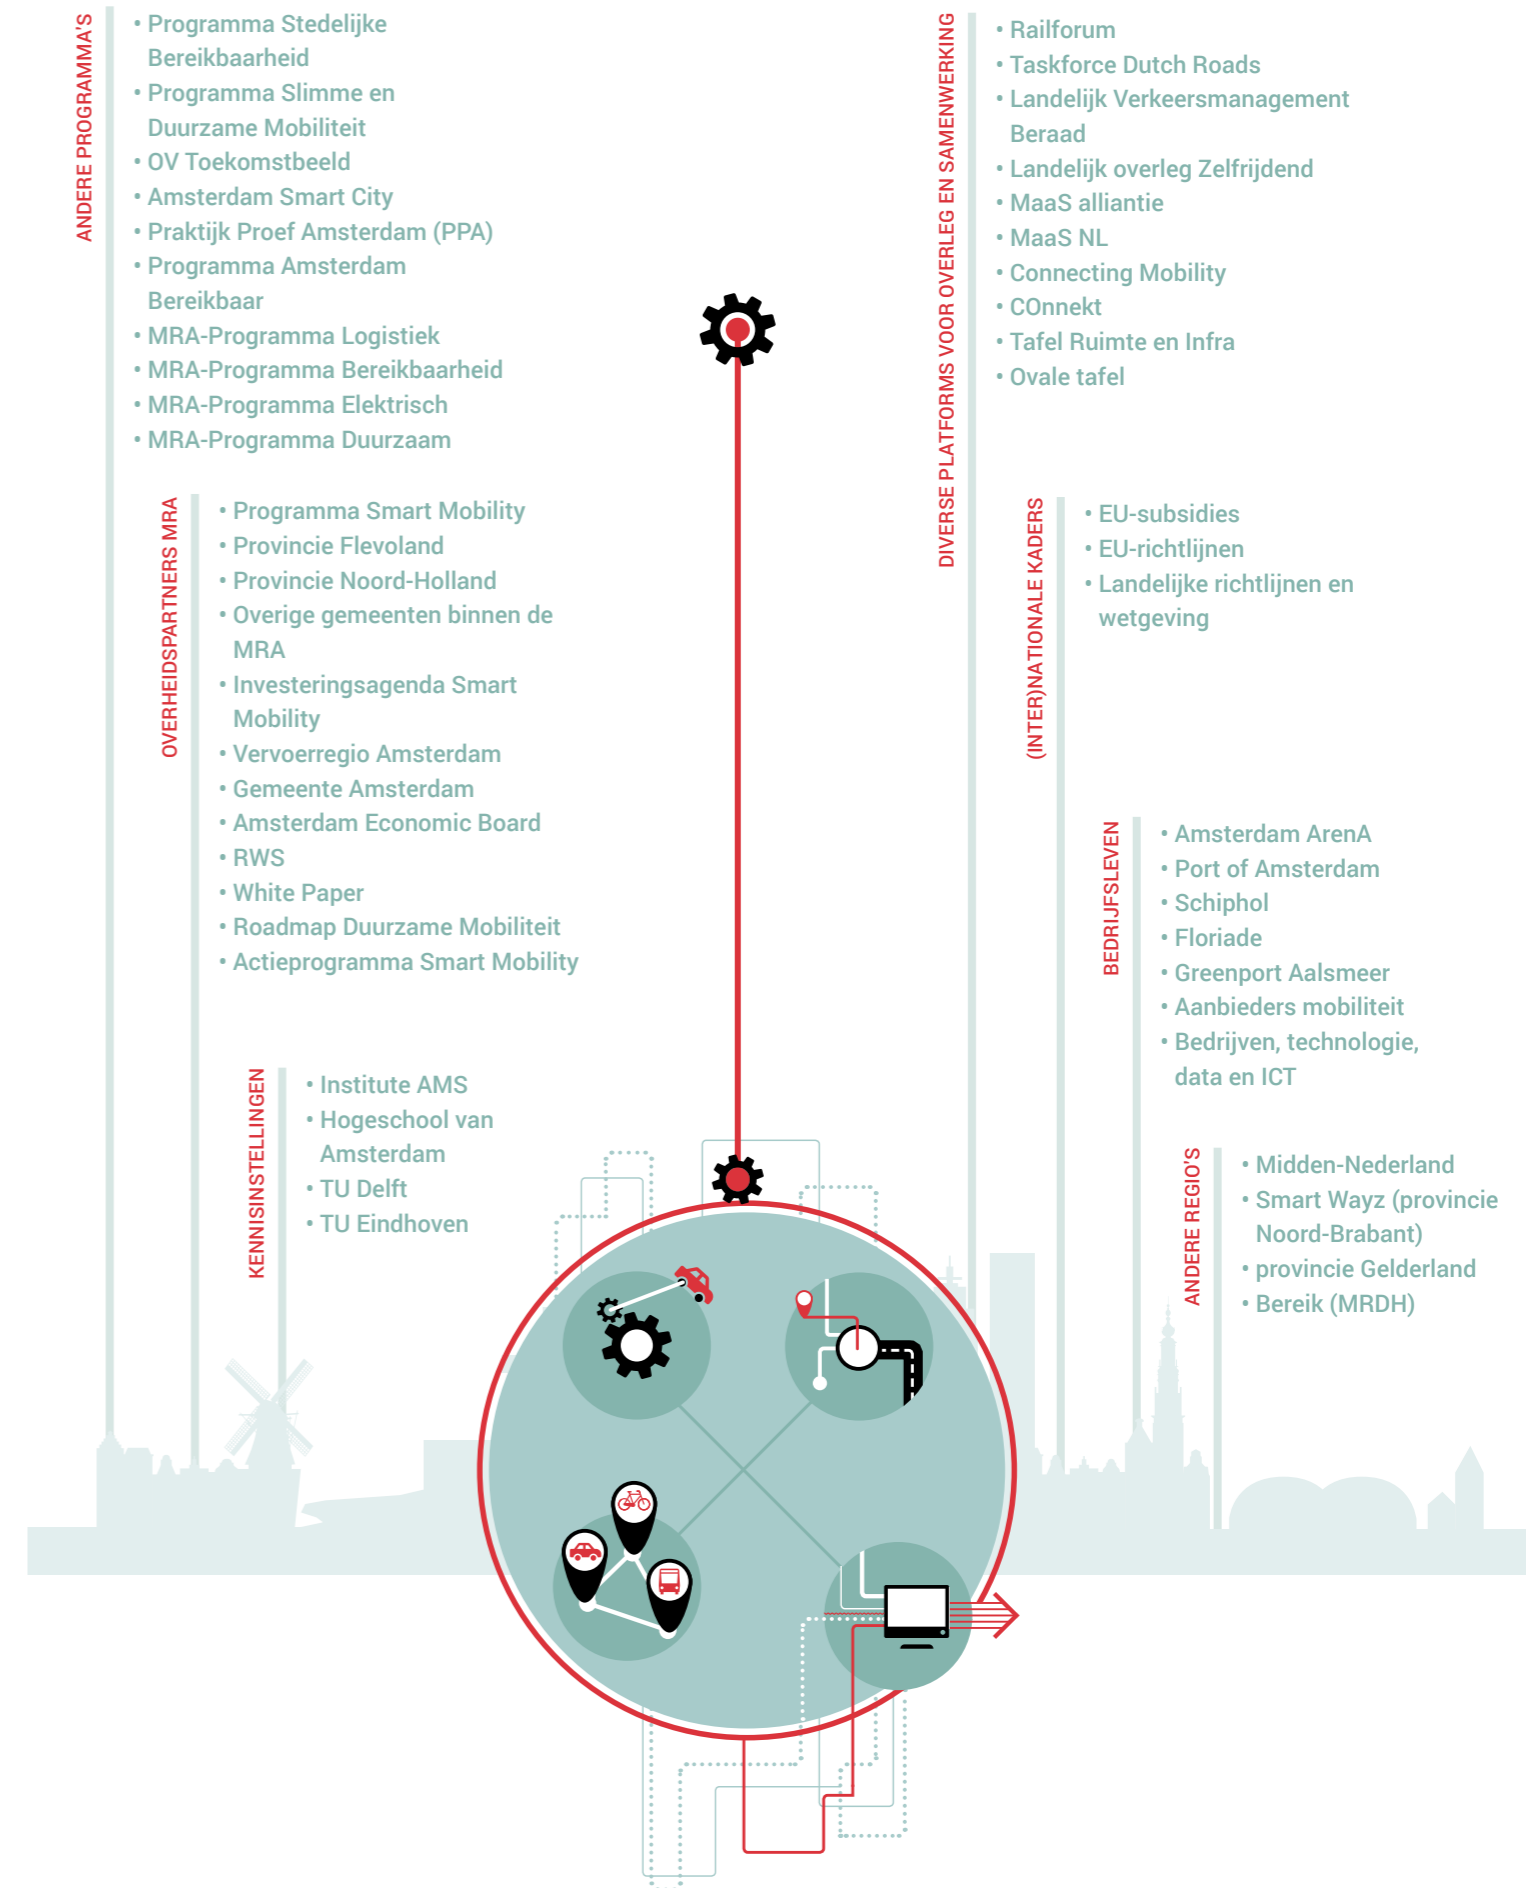 ANDERE PROGRAMMA'S
• Programma Stedelijke
Bereikbaarheid
• Programma Slimme en
Duurzame Mobiliteit
• OV Toekomstbeeld
• Amsterdam Smart City
• Praktijk Proef Amsterdam (PPA)
• Programma Amsterdam
Bereikbaar
• MRA-Programma Logistiek
• MRA-Programma Bereikbaarheid
• MRA-Programma Elektrisch
• MRA-Programma Duurzaam
OVERHEIDSPARTNERS MRA
• Programma Smart Mobility
• Provincie Flevoland
• Provincie Noord-Holland
• Overige gemeenten binnen de
MRA
• Investeringsagenda Smart
Mobility
• Vervoerregio Amsterdam
• Gemeente Amsterdam
• Amsterdam Economic Board
• RWS
• White Paper
• Roadmap Duurzame Mobiliteit
• Actieprogramma Smart Mobility
KENNISINSTELLINGEN
• Institute AMS
• Hogeschool van
Amsterdam
• TU Delft
• TU Eindhoven
DIVERSE PLATFORMS VOOR OVERLEG EN SAMENWERKING
• Railforum
• Taskforce Dutch Roads
• Landelijk Verkeersmanagement
Beraad
• Landelijk overleg Zelfrijdend
• MaaS alliantie
• MaaS NL
• Connecting Mobility
• COnnekt
• Tafel Ruimte en Infra
• Ovale tafel
(INTER)NATIONALE KADERS
• EU-subsidies
• EU-richtlijnen
• Landelijke richtlijnen en
wetgeving
BEDRIJFSLEVEN
• Amsterdam ArenA
• Port of Amsterdam
• Schiphol
• Floriade
• Greenport Aalsmeer
• Aanbieders mobiliteit
• Bedrijven, technologie,
data en ICT
ANDERE REGIO'S
• Midden-Nederland
• Smart Wayz (provincie
Noord-Brabant)
• provincie Gelderland
• Bereik (MRDH)